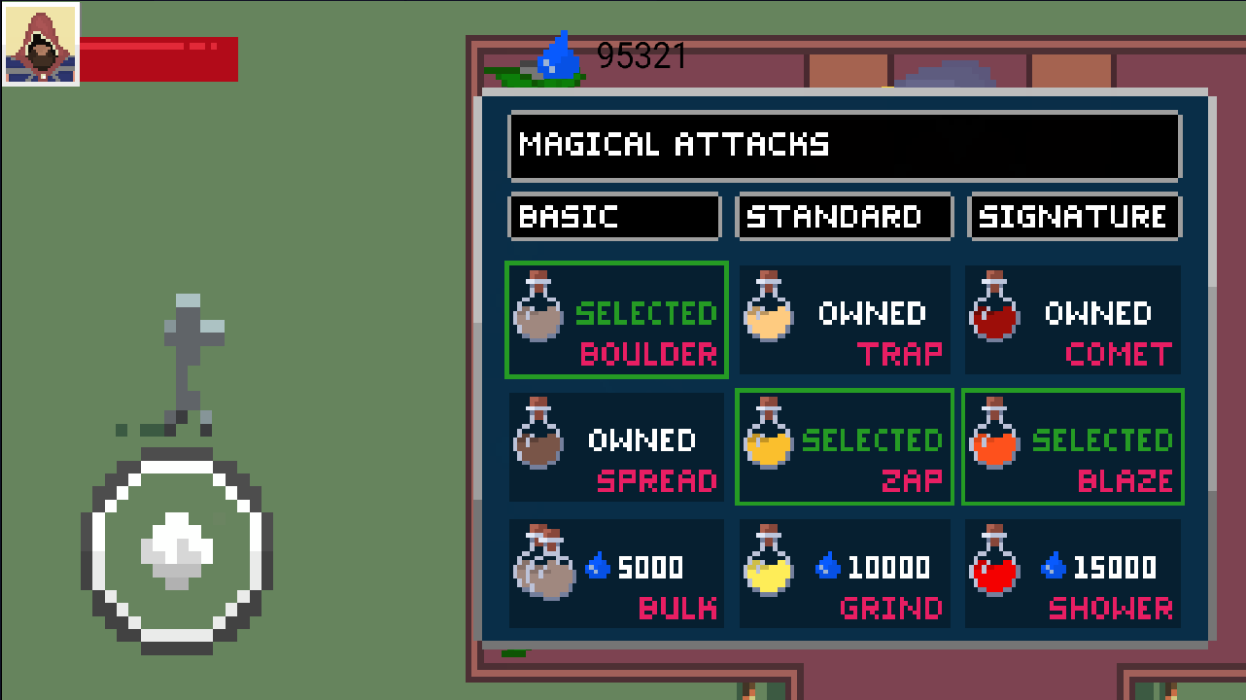 95321
MAGICAL ATTACKS
BASIC STANDARD SIGNATURE
SELECTED OWNED OWNED
BOULDER TRAP COMET
OWNED SELECTED SELECTED
SPREAD ZAP BLAZE
5000 10000 15000
BULK GRIND SHOWER